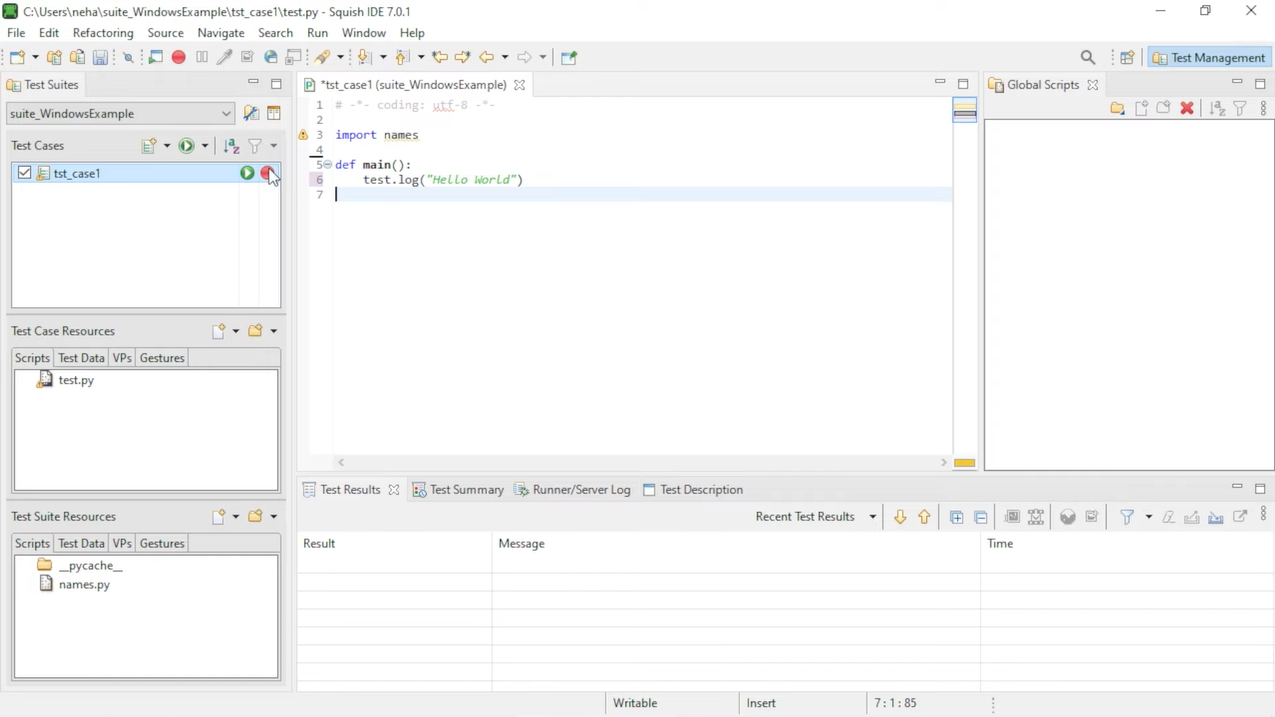 C:\Users\neha\suite_WindowsExample\tst_case1\test.py - Squish IDE 7.0.1
File Edit Refactoring Source Navigate Search Run Window Help
Test Management
Test Suites
*tst_case1 (suite_WindowsExample)
Global Scripts
suite_WindowsExample
Test Cases
tst_case1
1 # -*- coding: utf-8 -*-
2
3 import names
4
5 def main():
6 test.log("Hello World")
7
Test Case Resources
Scripts Test Data VPs Gestures
test.py
Test Suite Resources
Scripts Test Data VPs Gestures
__pycache__
names.py
Test Results Test Summary Runner/Server Log Test Description
Recent Test Results
Result Message Time
Writable Insert 7:1:85